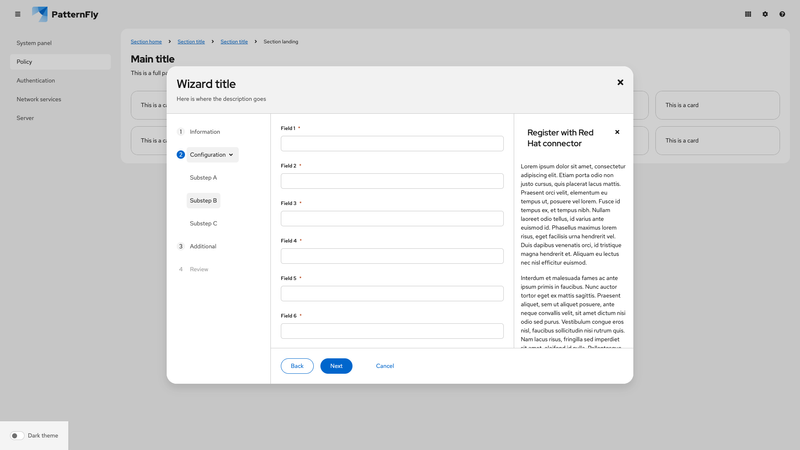 PatternFly
System panel
Policy
Authentication
Network services
Server
Section home
Section title
Section title
Section landing
Main title
This is a full
This is a
This is a card
This is a
This is a card
Wizard title
Here is where the description goes
1 Information
2 Configuration
Substep A
Substep B
Substep C
3 Additional
4 Review
Field 1 *
Field 2 *
Field 3 *
Field 4 *
Field 5 *
Field 6 *
Register with Red
Hat connector
Lorem ipsum dolor sit amet, consectetur
adipiscing elit. Etiam porta odio non
justo cursus, quis placerat lacus mattis.
Praesent orci velit, elementum eu
tempus ut, posuere vel lorem. Fusce id
tempus ex, et tempus nibh. Nullam
laoreet odio tellus, id varius ante
euismod id. Phasellus maximus lorem
risus, eget facilisis urna hendrerit vel.
Duis dapibus venenatis orci, id tristique
magna hendrerit et. Aliquam eu lectus
nec nisl efficitur euismod.
Interdum et malesuada fames ac ante
ipsum primis in faucibus. Nunc auctor
tortor eget ex mattis sagittis. Praesent
aliquet, sem ut aliquet posuere, ante
neque convallis velit, sit amet dictum nisi
odio sed purus. Vestibulum congue eros
nisl, faucibus sollicitudin nisi rutrum quis.
Nam lacus risus, fringilla sed imperdiet
Back
Next
Cancel
Dark theme